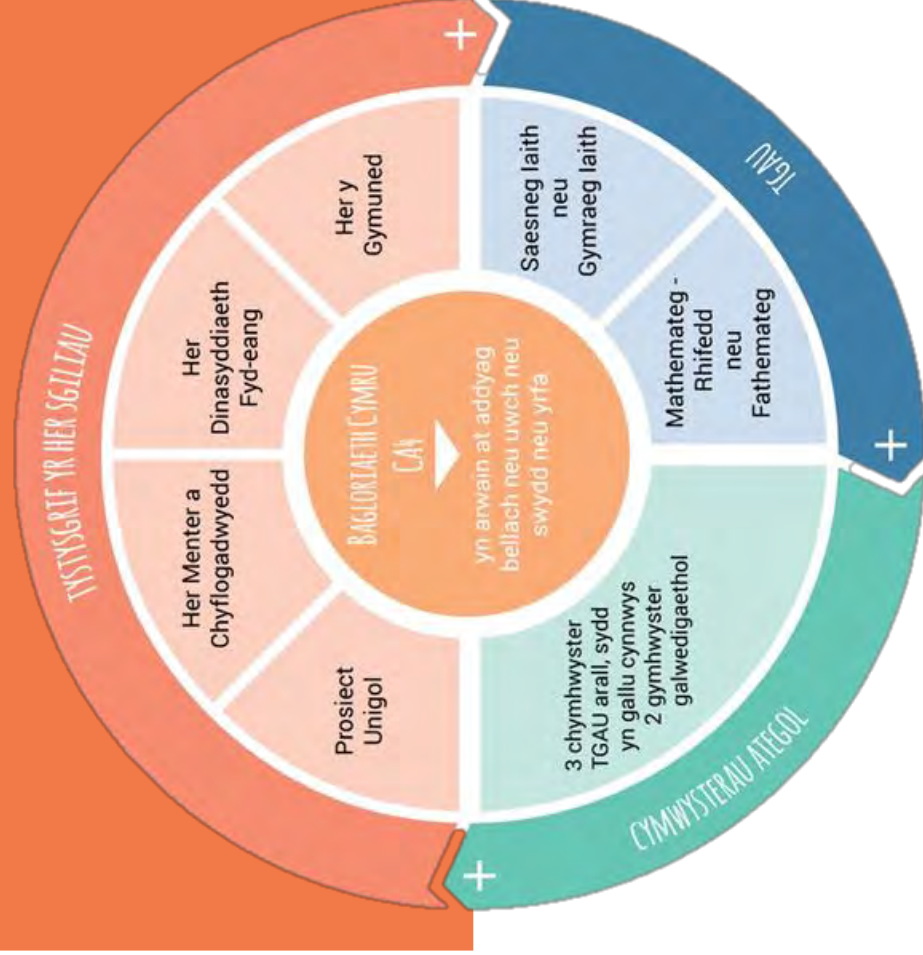 TYSTYSGRIF YR HER SGILIAU
Prosiect
Unigol
Her Menter a
Chyflogadwyedd
Her
Dinasyddiaeth
Fyd-eang
Her y
Gymuned
+
TGAU
Saesneg Iaith
neu
Gymraeg Iaith
Mathemateg -
Rhifedd
neu
Fathemateg
+
CYMWYSTERAU ATEGOL
3 chymhwyster
TGAU arall, sydd
yn gallu cynnwys
2 gymhwyster
galwedigaethol
+
BAGLORIAETH CYMRU
CA4
yn arwain at addyag
bellach neu uwch neu
swydd neu yrfa